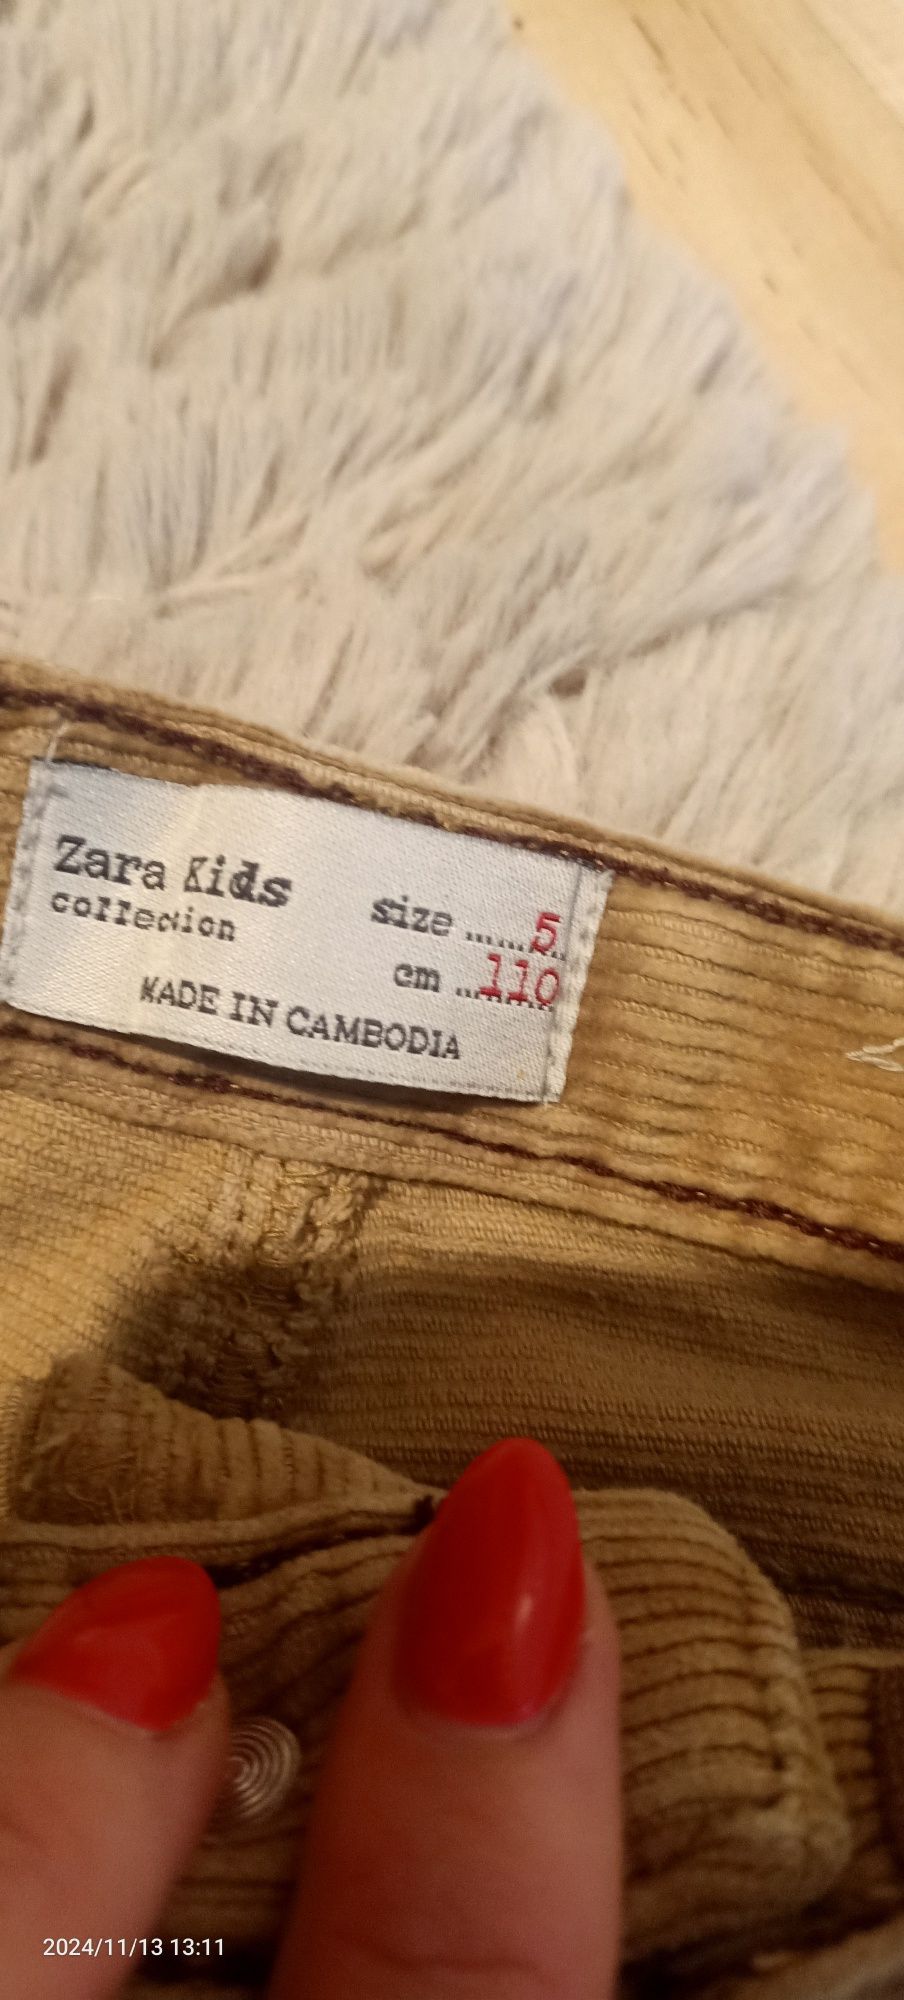 Zara Kids
collection
size ...... 5
cm ... 110
MADE IN CAMBODIA
2024/11/13 13:11